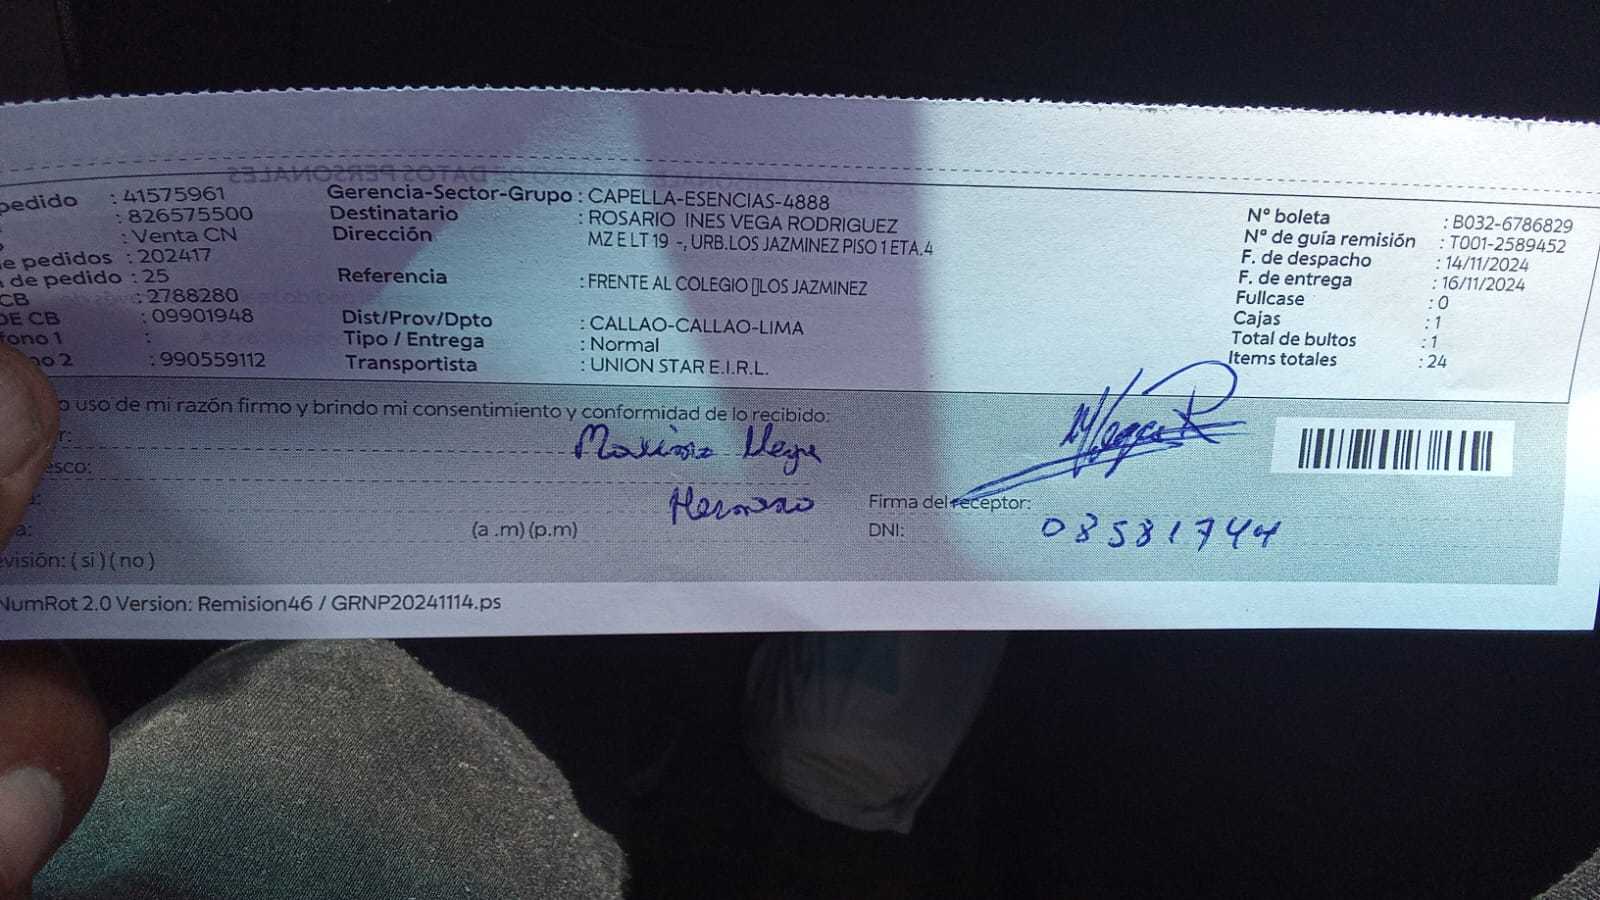 DATOS PERSONALES
pedido : 41575961
: 826575500
: Venta CN
e pedidos : 202417
de pedido : 25
CB : 2788280
DE CB : 09901948
fono 1 :
no 2 : 990559112
Gerencia-Sector-Grupo : CAPELLA-ESENCIAS-4888
Destinatario : ROSARIO INES VEGA RODRIGUEZ
Dirección MZ E LT 19 -, URB.LOS JAZMINEZ PISO 1 ETA.4
Referencia : FRENTE AL COLEGIO []LOS JAZMINEZ
Dist/Prov/Dpto : CALLAO-CALLAO-LIMA
Tipo / Entrega : Normal
Transportista : UNION STAR E.I.R.L.
N° boleta : B032-6786829
N° de guía remisión : T001-2589452
F. de despacho : 14/11/2024
F. de entrega : 16/11/2024
Fullcase : 0
Cajas : 1
Total de bultos : 1
Items totales : 24
o uso de mi razón firmo y brindo mi consentimiento y conformidad de lo recibido:
r:
esco:
a:
(a .m) (p.m)
Firma del receptor:
DNI: 08581744
evisión: ( si ) ( no )
NumRot 2.0 Version: Remision46 / GRNP20241114.ps